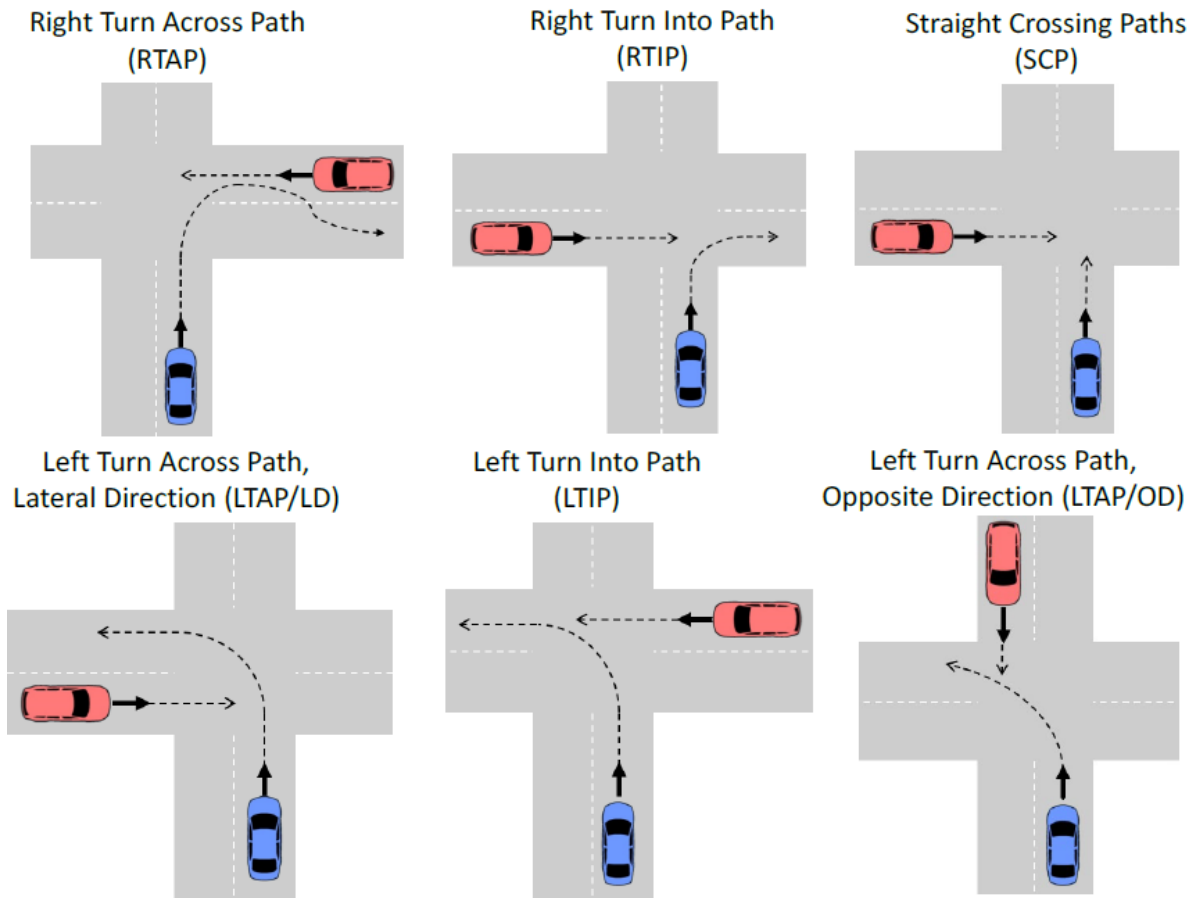 Right Turn Across Path
(RTAP)
Right Turn Into Path
(RTIP)
Straight Crossing Paths
(SCP)
Left Turn Across Path,
Lateral Direction (LTAP/LD)
Left Turn Into Path
(LTIP)
Left Turn Across Path,
Opposite Direction (LTAP/OD)